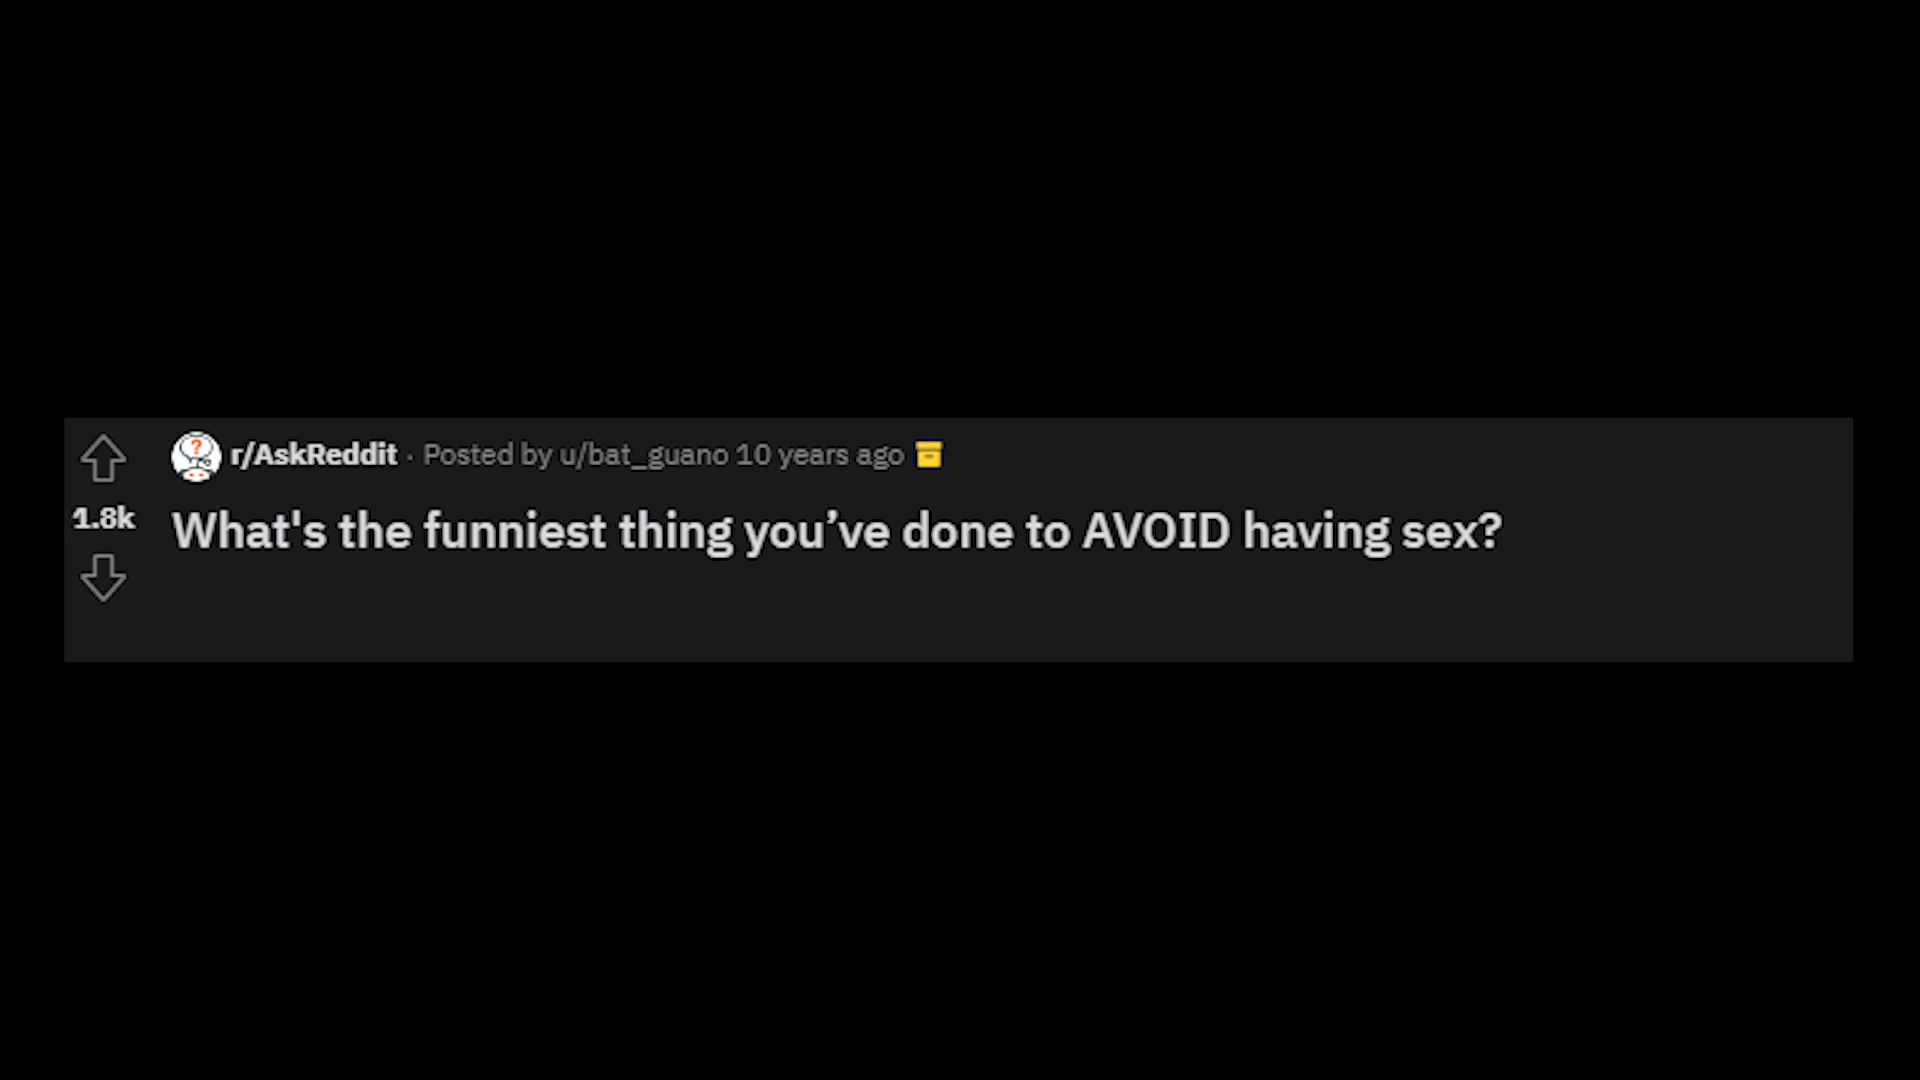 r/AskReddit · Posted by u/bat_guano 10 years ago
1.8k
What's the funniest thing you’ve done to AVOID having sex?